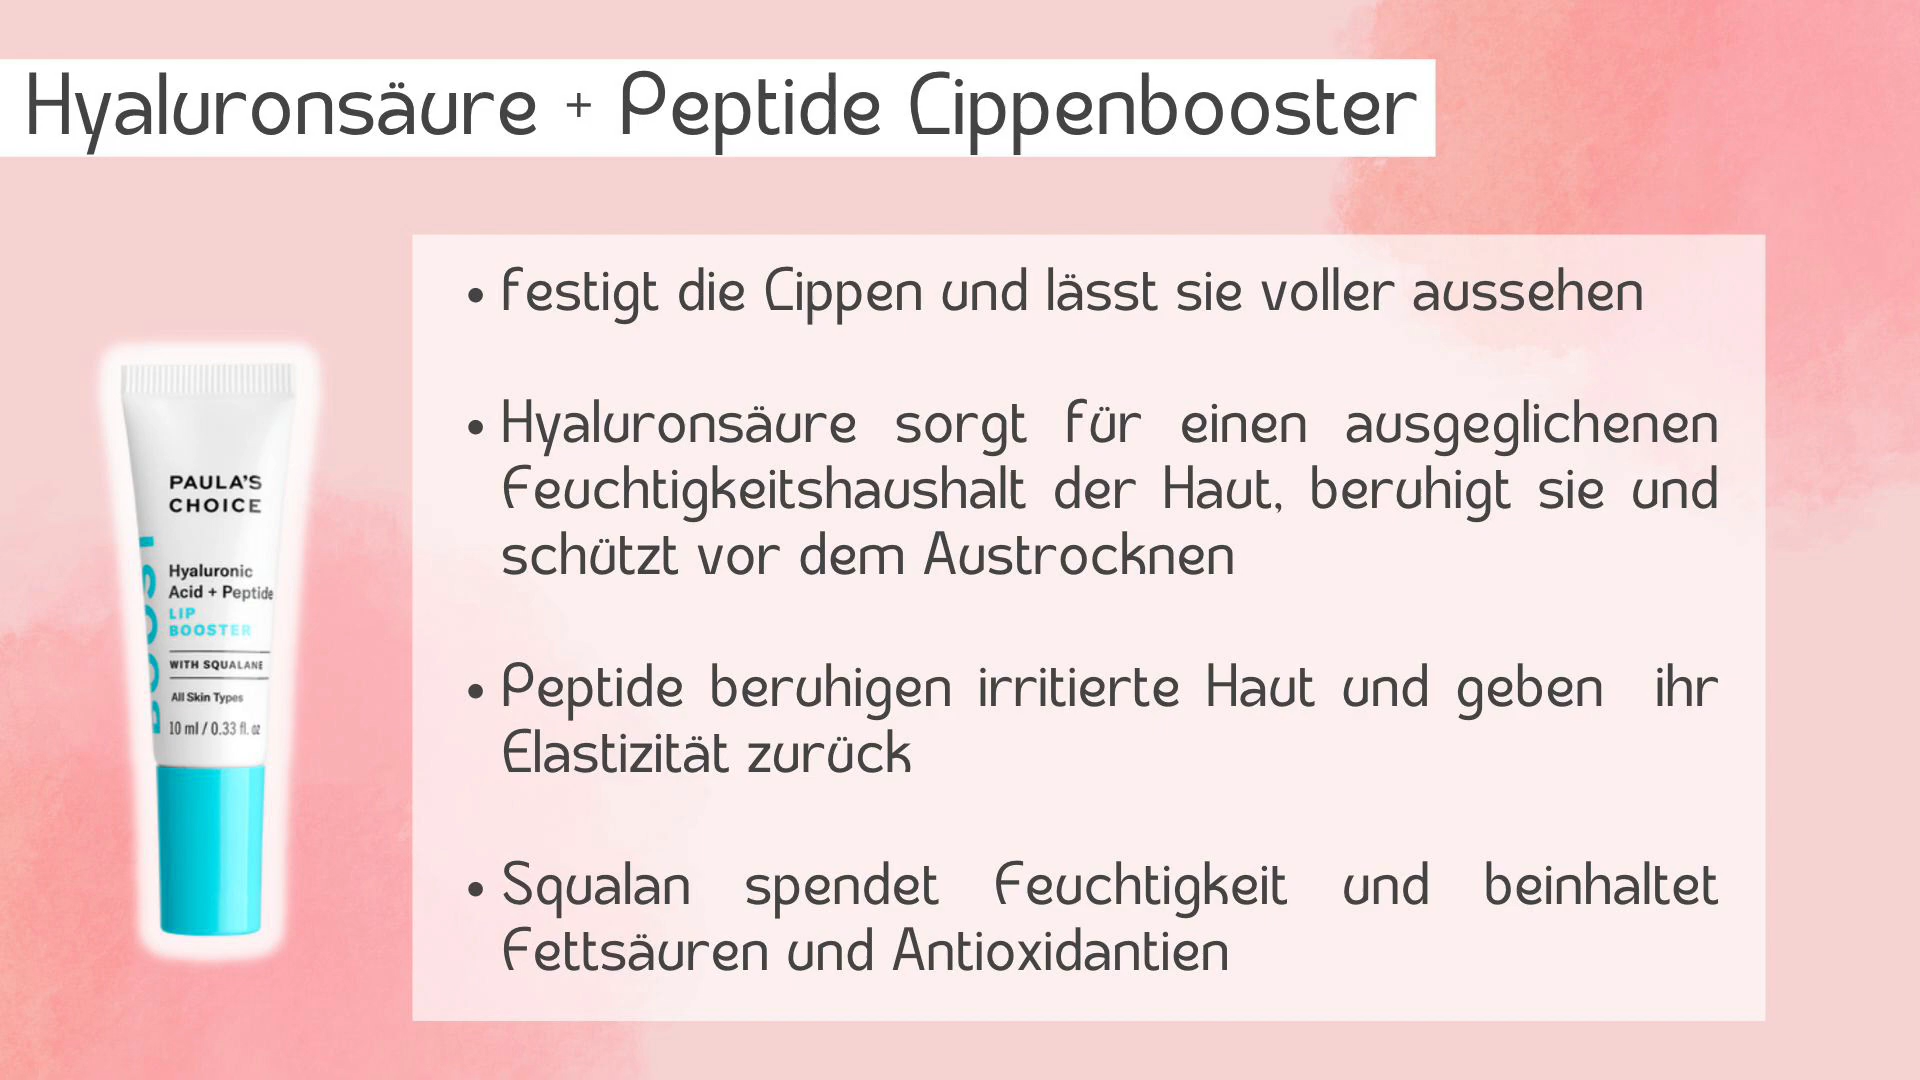 Hyaluronsäure + Peptide Lippenbooster
• festigt die Lippen und lässt sie voller aussehen
• Hyaluronsäure sorgt für einen ausgeglichenen
Feuchtigkeitshaushalt der Haut, beruhigt sie und
schützt vor dem Austrocknen
• Peptide beruhigen irritierte Haut und geben ihr
Elastizität zurück
• Squalan spendet Feuchtigkeit und beinhaltet
Fettsäuren und Antioxidantien
PAULA'S
CHOICE
BOOST
Hyaluronic
Acid + Peptide
LIP
BOOSTER
WITH SQUALANE
All Skin Types
10 ml / 0.33 fl. oz